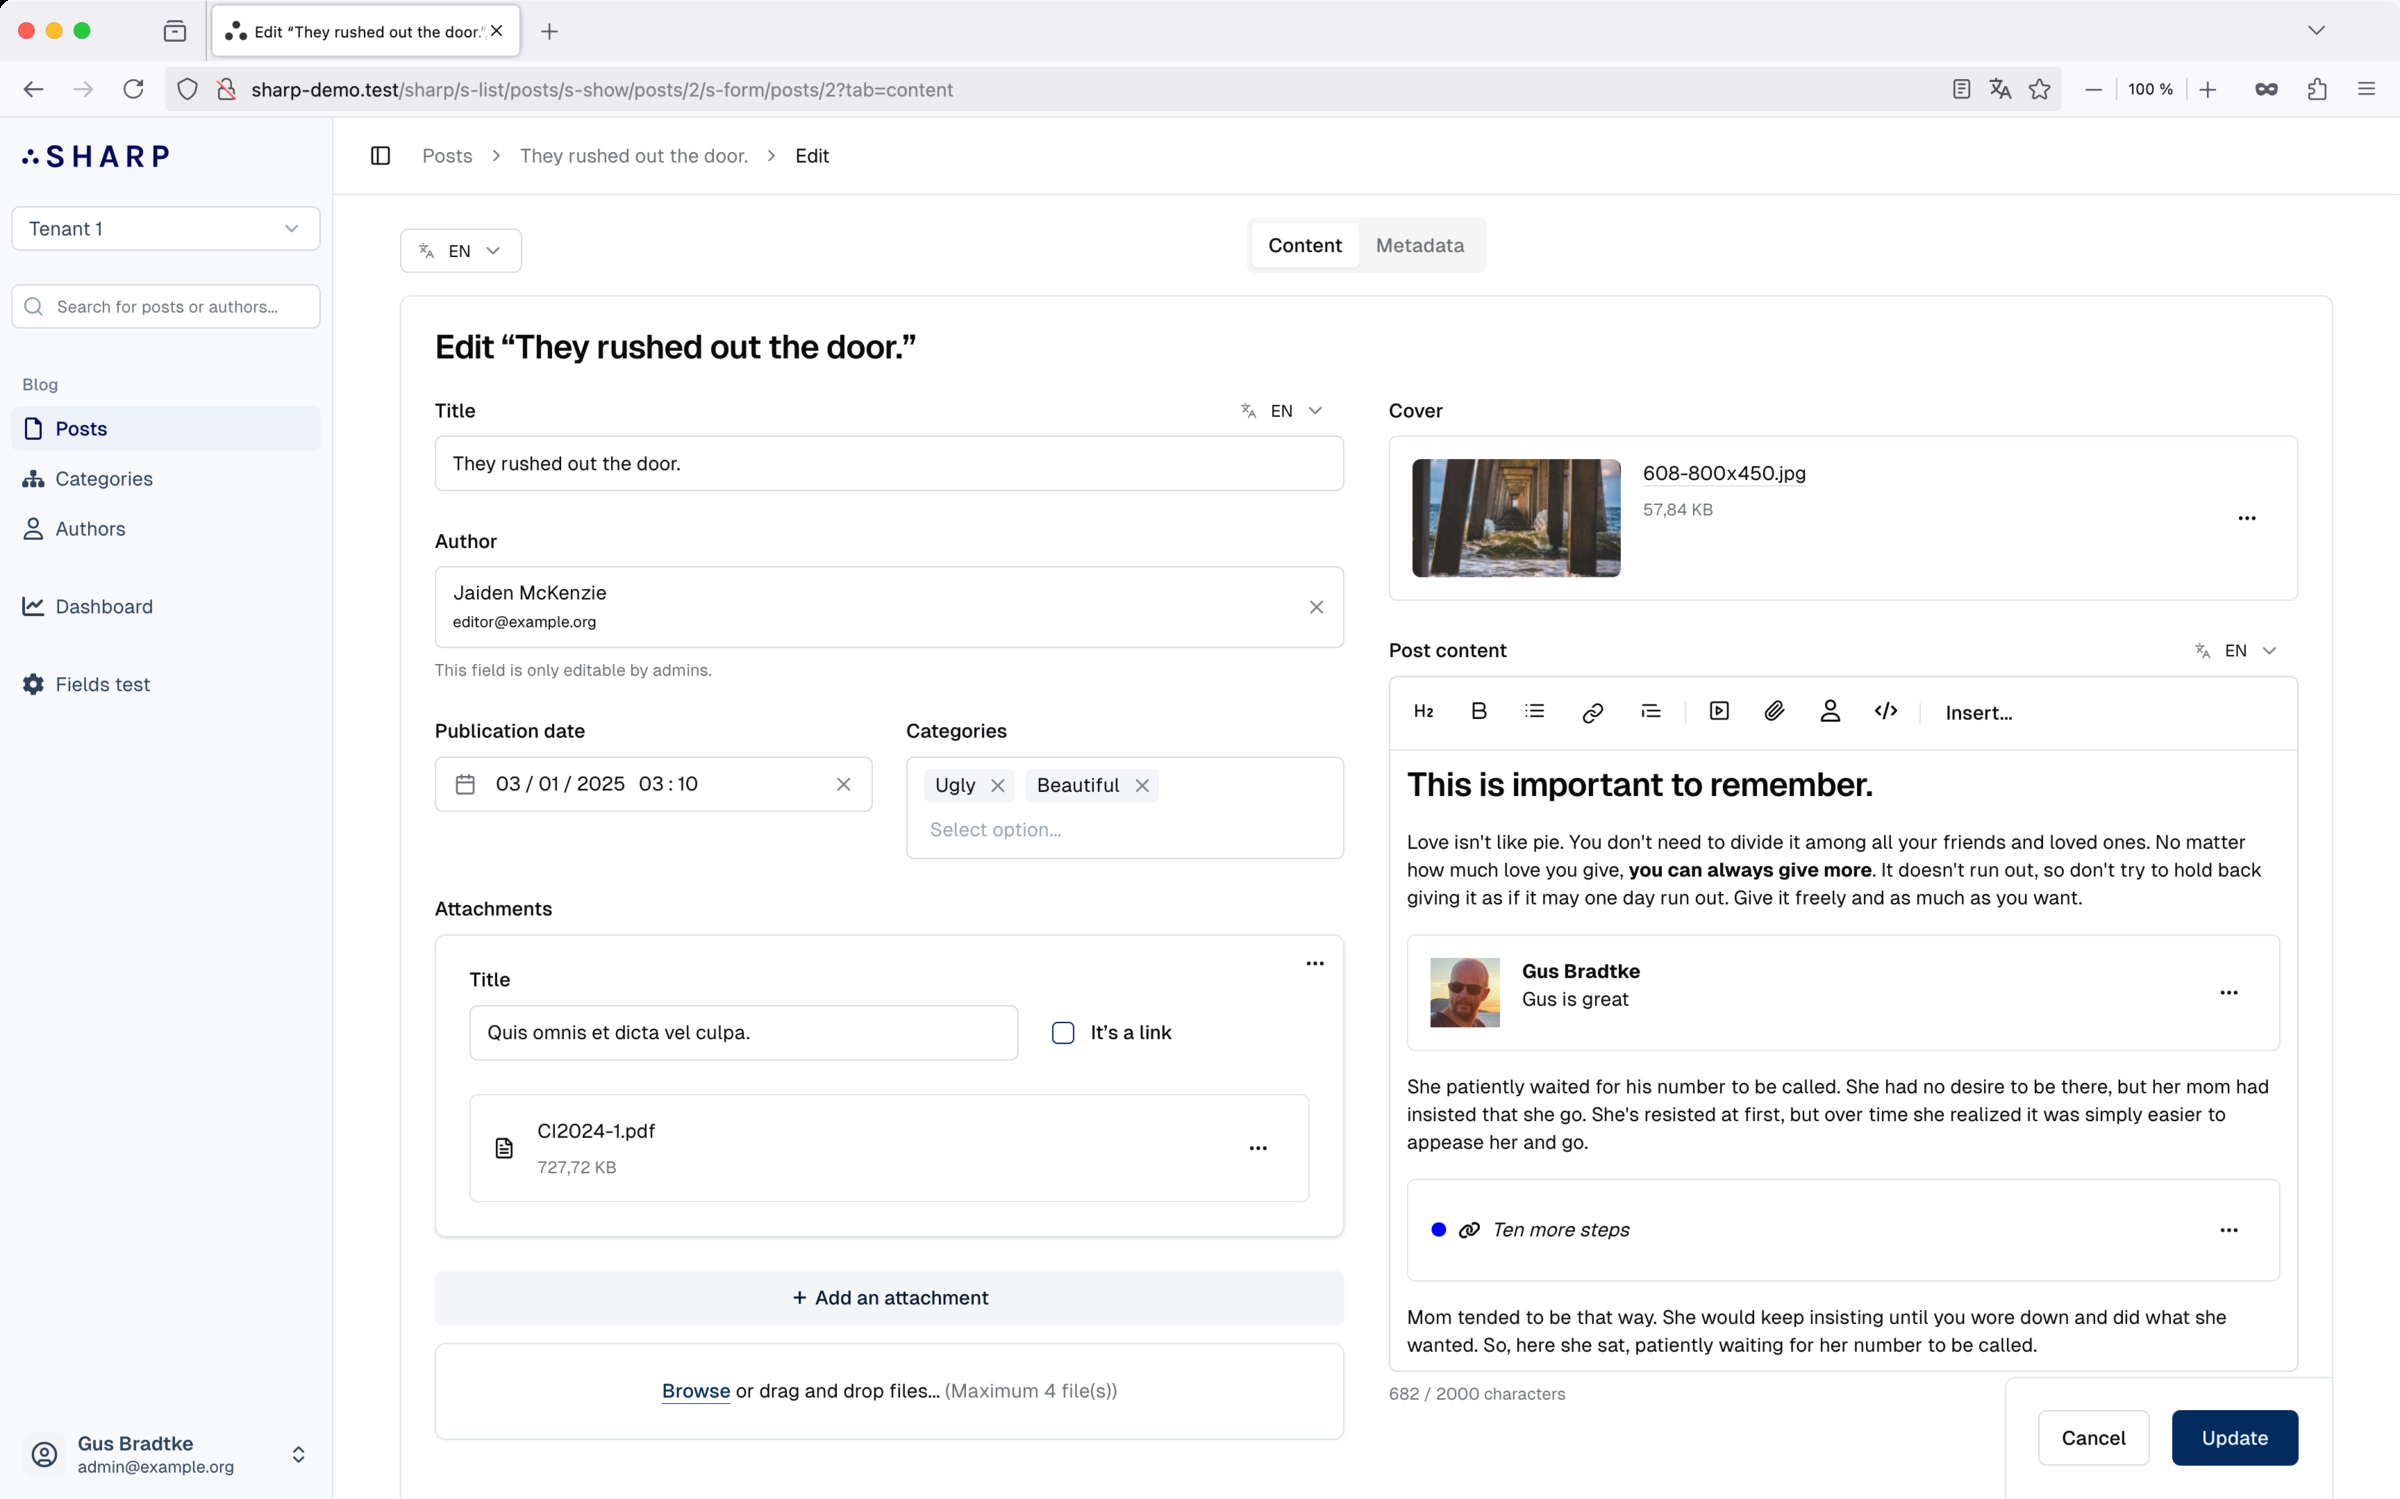 Edit “They rushed out the door.”
sharp-demo.test/sharp/s-list/posts/s-show/posts/2/s-form/posts/2?tab=content
100 %
SHARP
Tenant 1
Search for posts or authors...
Blog
Posts
Categories
Authors
Dashboard
Fields test
Gus Bradtke
admin@example.org
Posts > They rushed out the door. > Edit
EN
Content Metadata
Edit “They rushed out the door.”
Title EN
They rushed out the door.
Author
Jaiden McKenzie
editor@example.org
This field is only editable by admins.
Publication date
03 / 01 / 2025 03 : 10
Categories
Ugly Beautiful
Select option...
Attachments
Title
Quis omnis et dicta vel culpa.
It’s a link
CI2024-1.pdf
727,72 KB
+ Add an attachment
Browse or drag and drop files... (Maximum 4 file(s))
Cover
608-800x450.jpg
57,84 KB
Post content EN
H2 B Insert...
This is important to remember.
Love isn't like pie. You don't need to divide it among all your friends and loved ones. No matter
how much love you give, you can always give more. It doesn't run out, so don't try to hold back
giving it as if it may one day run out. Give it freely and as much as you want.
Gus Bradtke
Gus is great
She patiently waited for his number to be called. She had no desire to be there, but her mom had
insisted that she go. She's resisted at first, but over time she realized it was simply easier to
appease her and go.
Ten more steps
Mom tended to be that way. She would keep insisting until you wore down and did what she
wanted. So, here she sat, patiently waiting for her number to be called.
682 / 2000 characters
Cancel Update